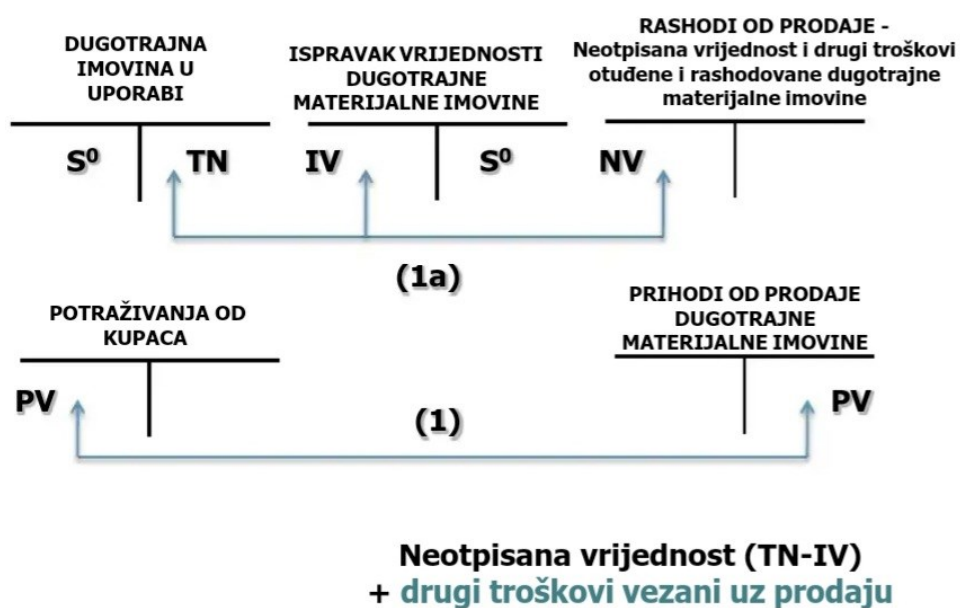 DUGOTRAJNA
IMOVINA U
UPORABI
ISPRAVAK VRIJEDNOSTI
DUGOTRAJNE
MATERIJALNE IMOVINE
RASHODI OD PRODAJE -
Neotpisana vrijednost i drugi troškovi
otuđene i rashodovane dugotrajne
materijalne imovine
S⁰ TN IV S⁰ NV
(1a)
POTRAŽIVANJA OD
KUPACA
PRIHODI OD PRODAJE
DUGOTRAJNE
MATERIJALNE IMOVINE
PV (1) PV
Neotpisana vrijednost (TN-IV)
+ drugi troškovi vezani uz prodaju